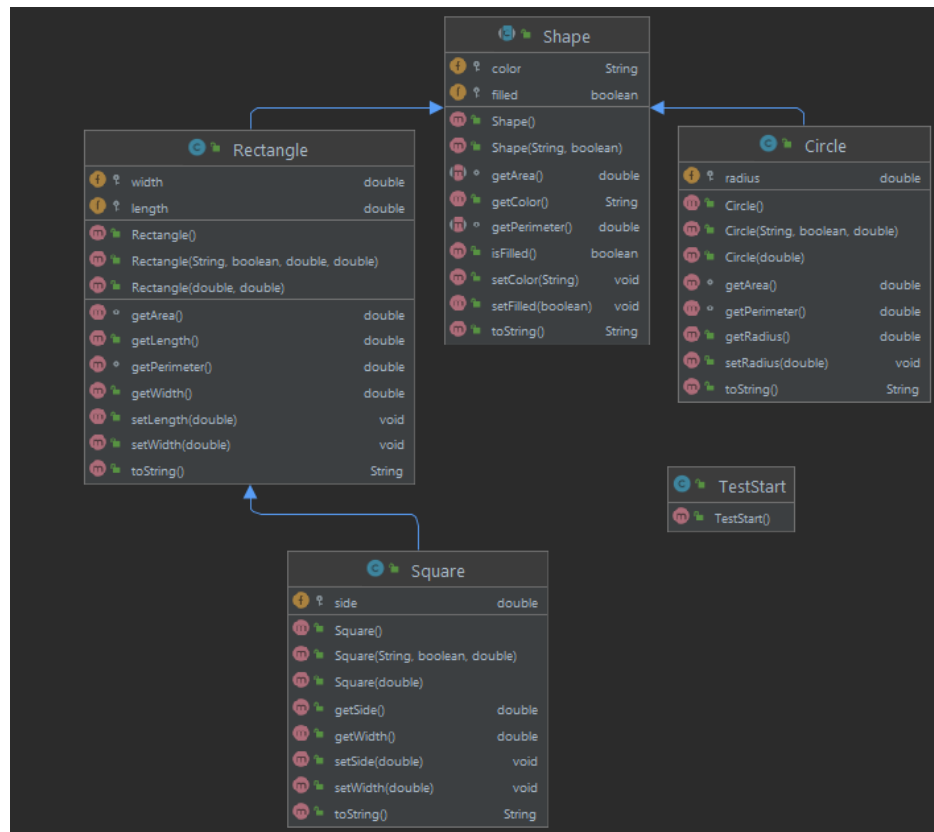 Shape
color String
filled boolean
Shape()
Shape(String, boolean)
getArea() double
getColor() String
getPerimeter() double
isFilled() boolean
setColor(String) void
setFilled(boolean) void
toString() String
Rectangle
width double
length double
Rectangle()
Rectangle(String, boolean, double, double)
Rectangle(double, double)
getArea() double
getLength() double
getPerimeter() double
getWidth() double
setLength(double) void
setWidth(double) void
toString() String
Circle
radius double
Circle()
Circle(String, boolean, double)
Circle(double)
getArea() double
getPerimeter() double
getRadius() double
setRadius(double) void
toString() String
TestStart
TestStart()
Square
side double
Square()
Square(String, boolean, double)
Square(double)
getSide() double
getWidth() double
setSide(double) void
setWidth(double) void
toString() String